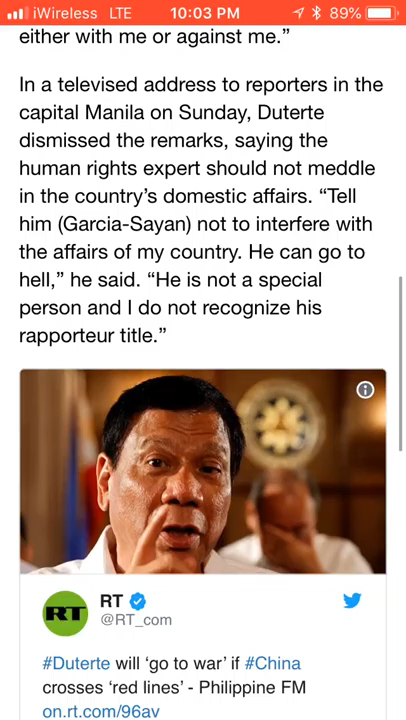 iWireless LTE 10:03 PM 89%
either with me or against me.”
In a televised address to reporters in the
capital Manila on Sunday, Duterte
dismissed the remarks, saying the
human rights expert should not meddle
in the country’s domestic affairs. “Tell
him (Garcia-Sayan) not to interfere with
the affairs of my country. He can go to
hell,” he said. “He is not a special
person and I do not recognize his
rapporteur title.”
RT
RT
@RT_com
#Duterte will ‘go to war’ if #China
crosses ‘red lines’ - Philippine FM
on.rt.com/96av